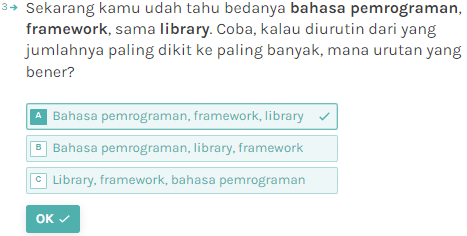 3→ Sekarang kamu udah tahu bedanya bahasa pemrograman,
framework, sama library. Coba, kalau diurutin dari yang
jumlahnya paling dikit ke paling banyak, mana urutan yang
bener?
A Bahasa pemrograman, framework, library ✓
B Bahasa pemrograman, library, framework
C Library, framework, bahasa pemrograman
OK ✓